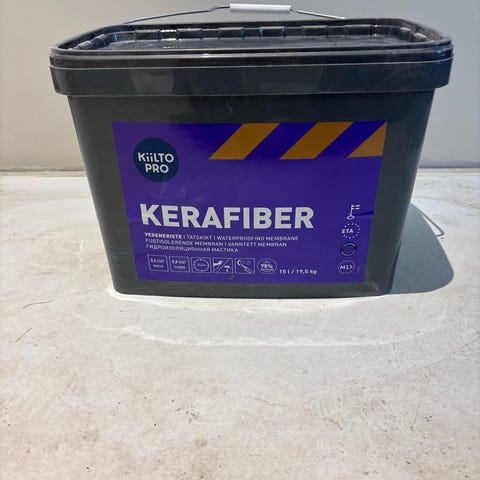 KiiLTO
PRO
KERAFIBER
VEDENERISTE | TÄTSKIKT | WATERPROOFING MEMBRANE
FUGTISOLERENDE MEMBRAN | VANNTETT MEMBRAN
ГИДРОИЗОЛЯЦИОННАЯ МАСТИКА
15 l / 19,5 kg
75%
ETA
M1